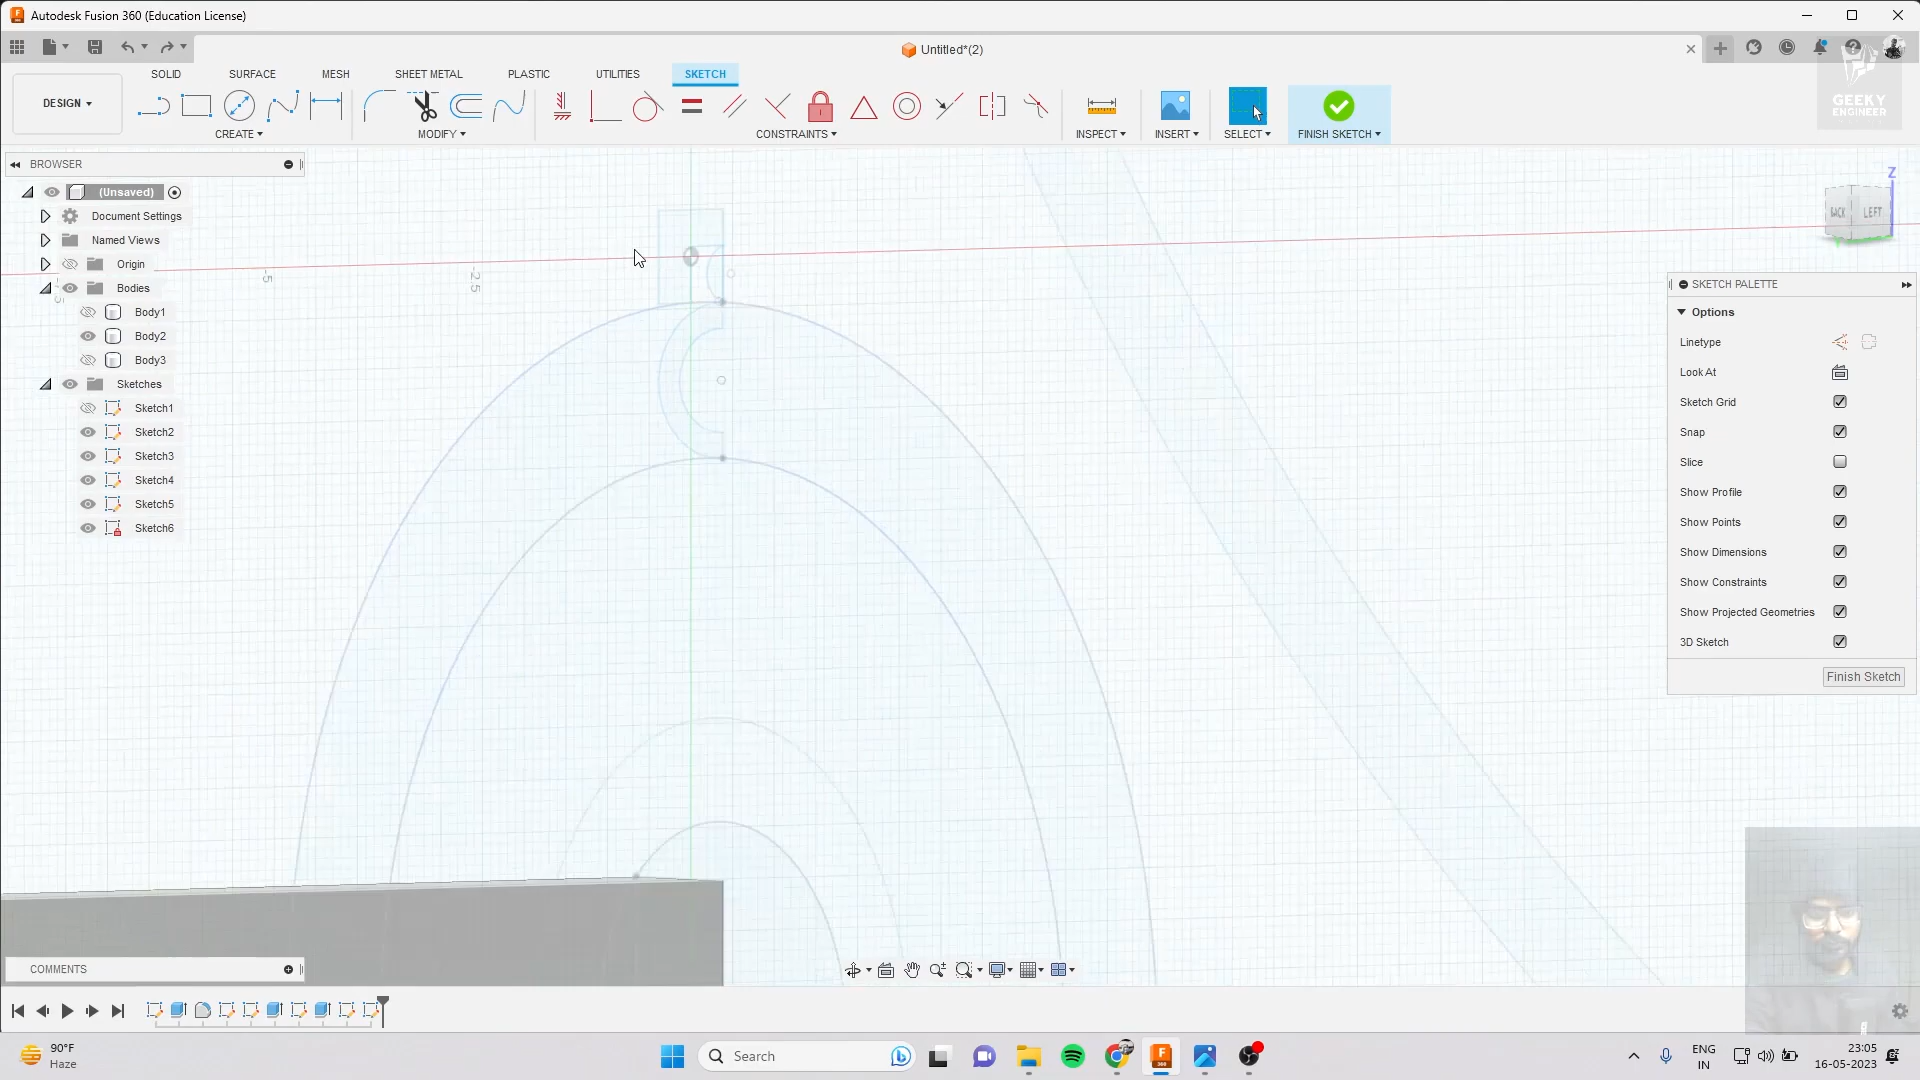 Autodesk Fusion 360 (Education License)
Untitled*(2)
SOLID SURFACE MESH SHEET METAL PLASTIC UTILITIES SKETCH
DESIGN
CREATE MODIFY CONSTRAINTS INSPECT INSERT SELECT FINISH SKETCH
GEEKY
ENGINEER
BROWSER
(Unsaved)
Document Settings
Named Views
Origin
Bodies
Body1
Body2
Body3
Sketches
Sketch1
Sketch2
Sketch3
Sketch4
Sketch5
Sketch6
-5
-2.5
Z
BACK LEFT
SKETCH PALETTE
Options
Linetype
Look At
Sketch Grid
Snap
Slice
Show Profile
Show Points
Show Dimensions
Show Constraints
Show Projected Geometries
3D Sketch
Finish Sketch
COMMENTS
90°F
Haze
Search
ENG
IN
23:05
16-05-2023